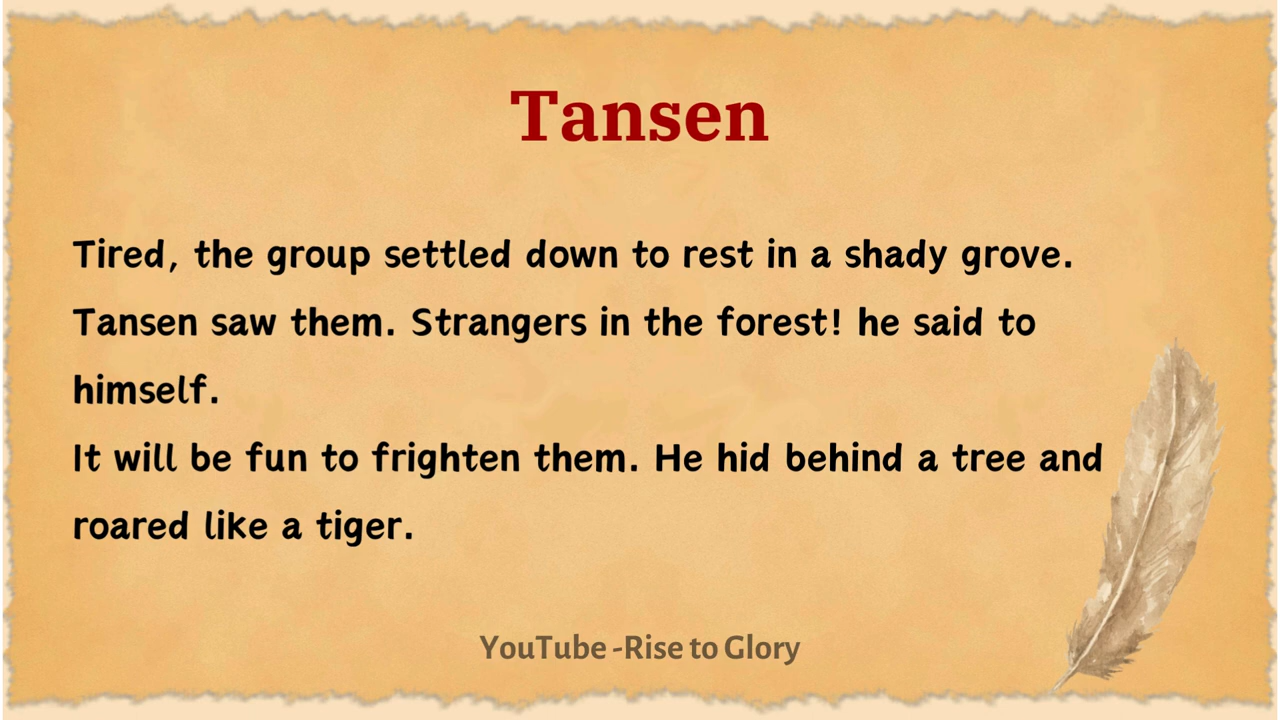 Tansen
Tired, the group settled down to rest in a shady grove.
Tansen saw them. Strangers in the forest! he said to
himself.
It will be fun to frighten them. He hid behind a tree and
roared like a tiger.
YouTube -Rise to Glory